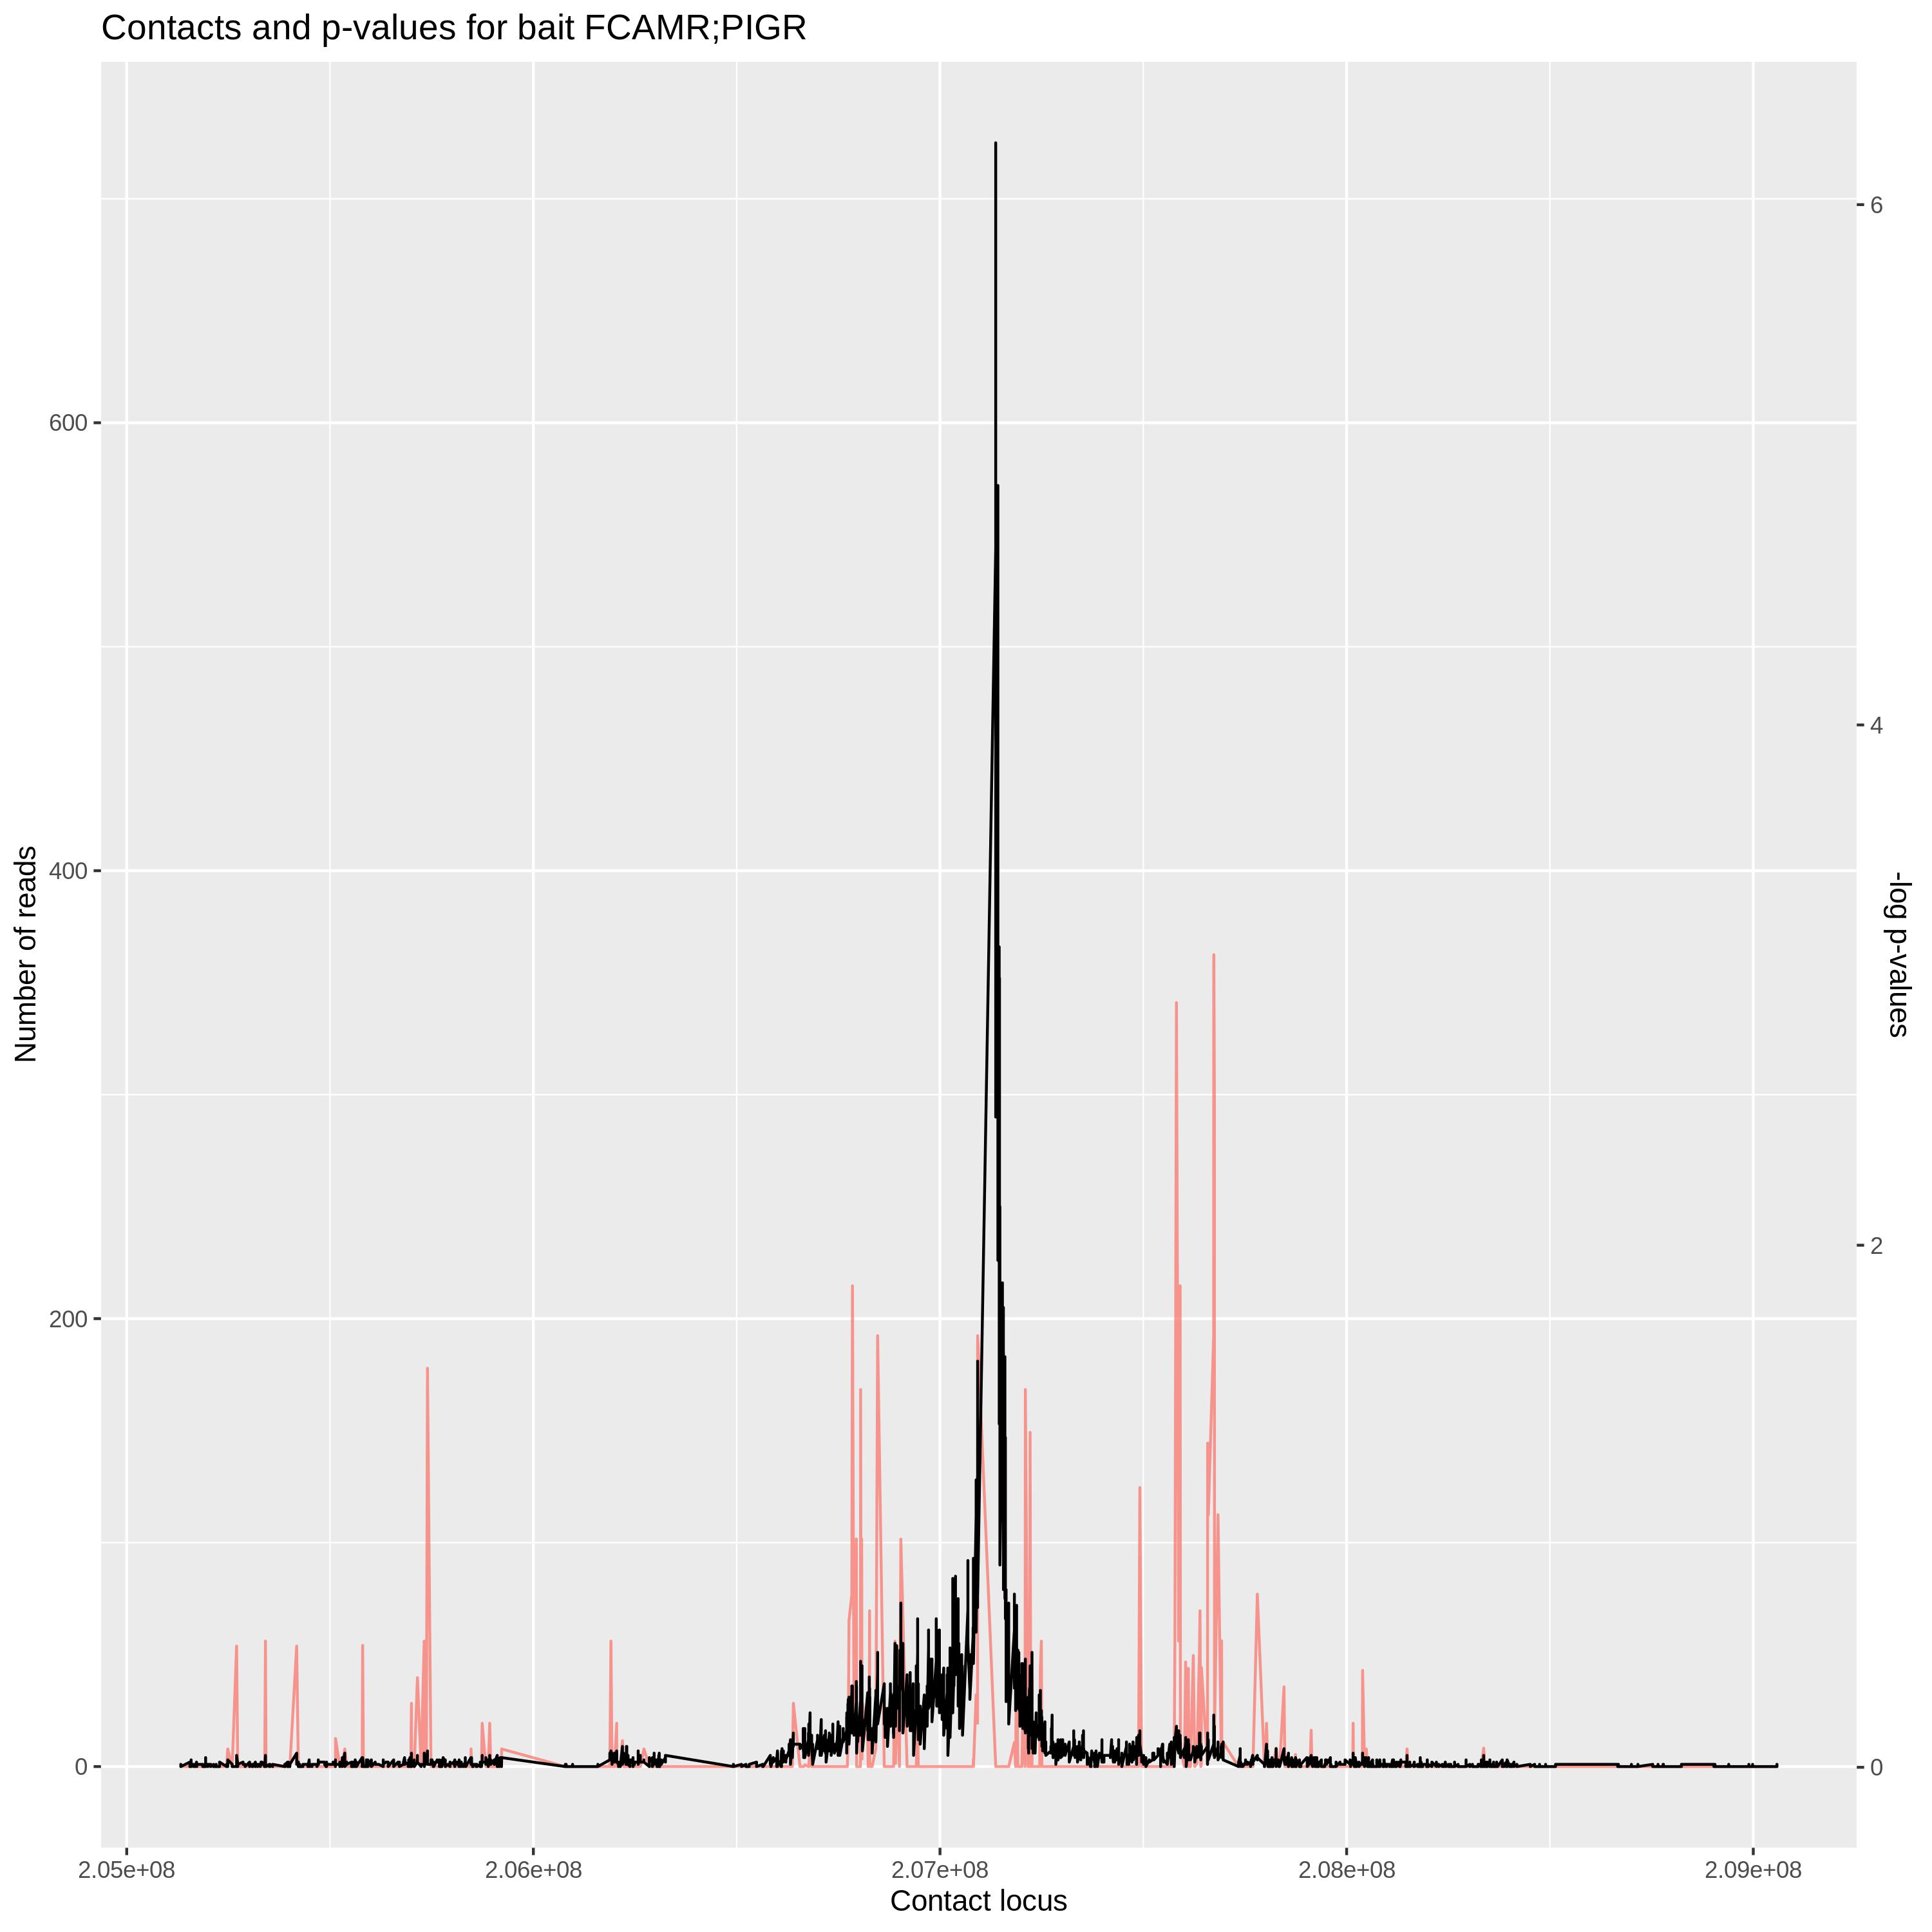 Contacts and p-values for bait FCAMR;PIGR
Number of reads
600
400
200
0
6
4
2
0
-log p-values
2.05e+08
2.06e+08
2.07e+08
2.08e+08
2.09e+08
Contact locus